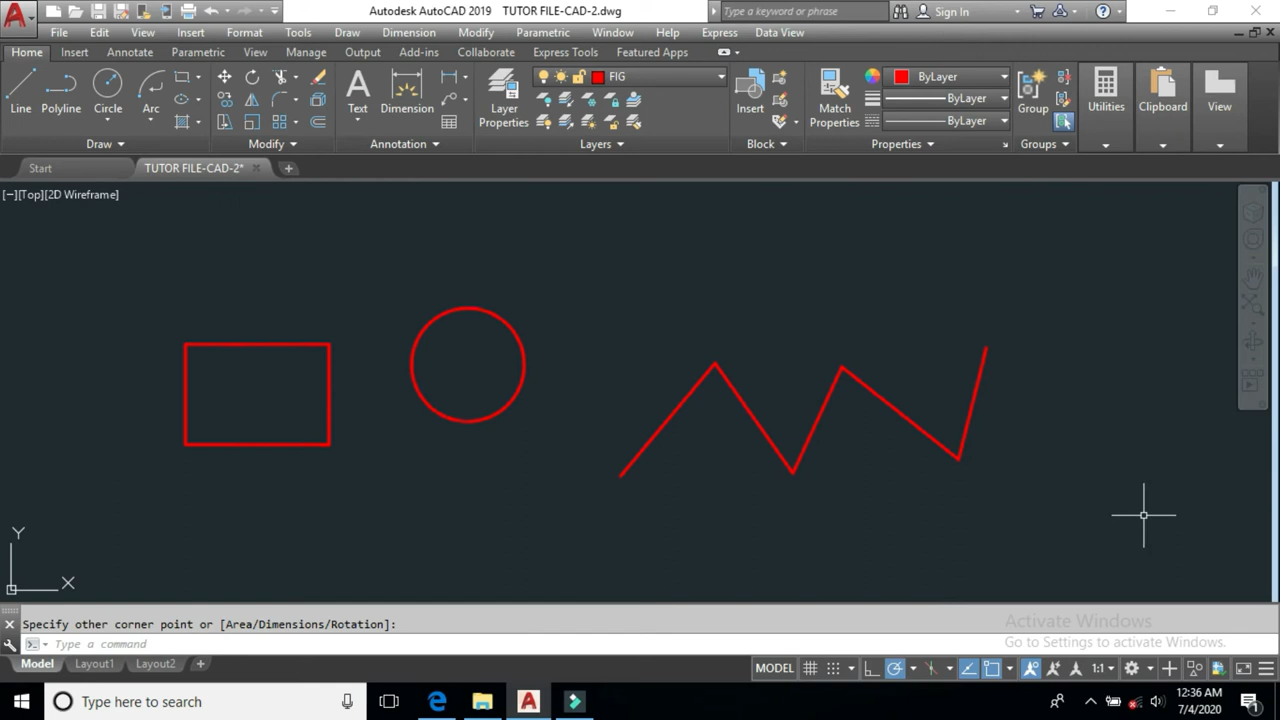 Autodesk AutoCAD 2019 TUTOR FILE-CAD-2.dwg
Type a keyword or phrase
Sign In
File Edit View Insert Format Tools Draw Dimension Modify Parametric Window Help Express Data View
Home Insert Annotate Parametric View Manage Output Add-ins Collaborate Express Tools Featured Apps
Line Polyline Circle Arc
Text Dimension
Layer Properties
FIG
Insert
Match Properties
ByLayer
ByLayer
ByLayer
Group
Utilities
Clipboard
View
Draw Modify Annotation Layers Block Properties Groups
Start TUTOR FILE-CAD-2*
[−][Top][2D Wireframe]
Y
X
Specify other corner point or [Area/Dimensions/Rotation]:
Type a command
Activate Windows
Go to Settings to activate Windows.
Model Layout1 Layout2
MODEL
1:1
Type here to search
12:36 AM
7/4/2020
1